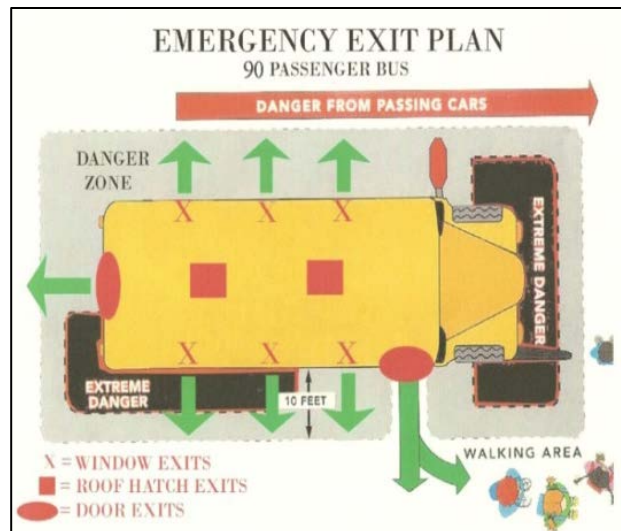 EMERGENCY EXIT PLAN
90 PASSENGER BUS
DANGER FROM PASSING CARS
DANGER
ZONE
X X X
EXTREME DANGER
X X X
EXTREME
DANGER
10 FEET
WALKING AREA
X = WINDOW EXITS
= ROOF HATCH EXITS
= DOOR EXITS